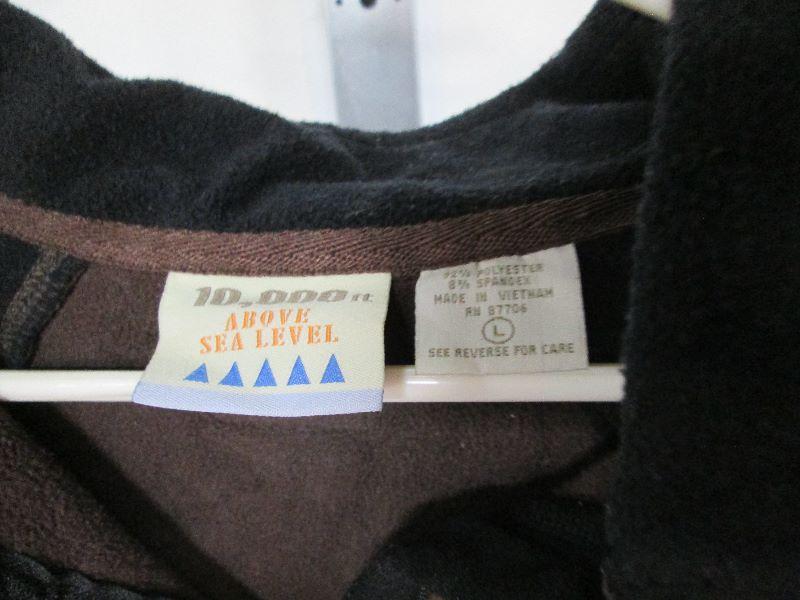 10,000 ft.
ABOVE
SEA LEVEL
92% POLYESTER
8% SPANDEX
MADE IN VIETNAM
RN 87706
L
SEE REVERSE FOR CARE